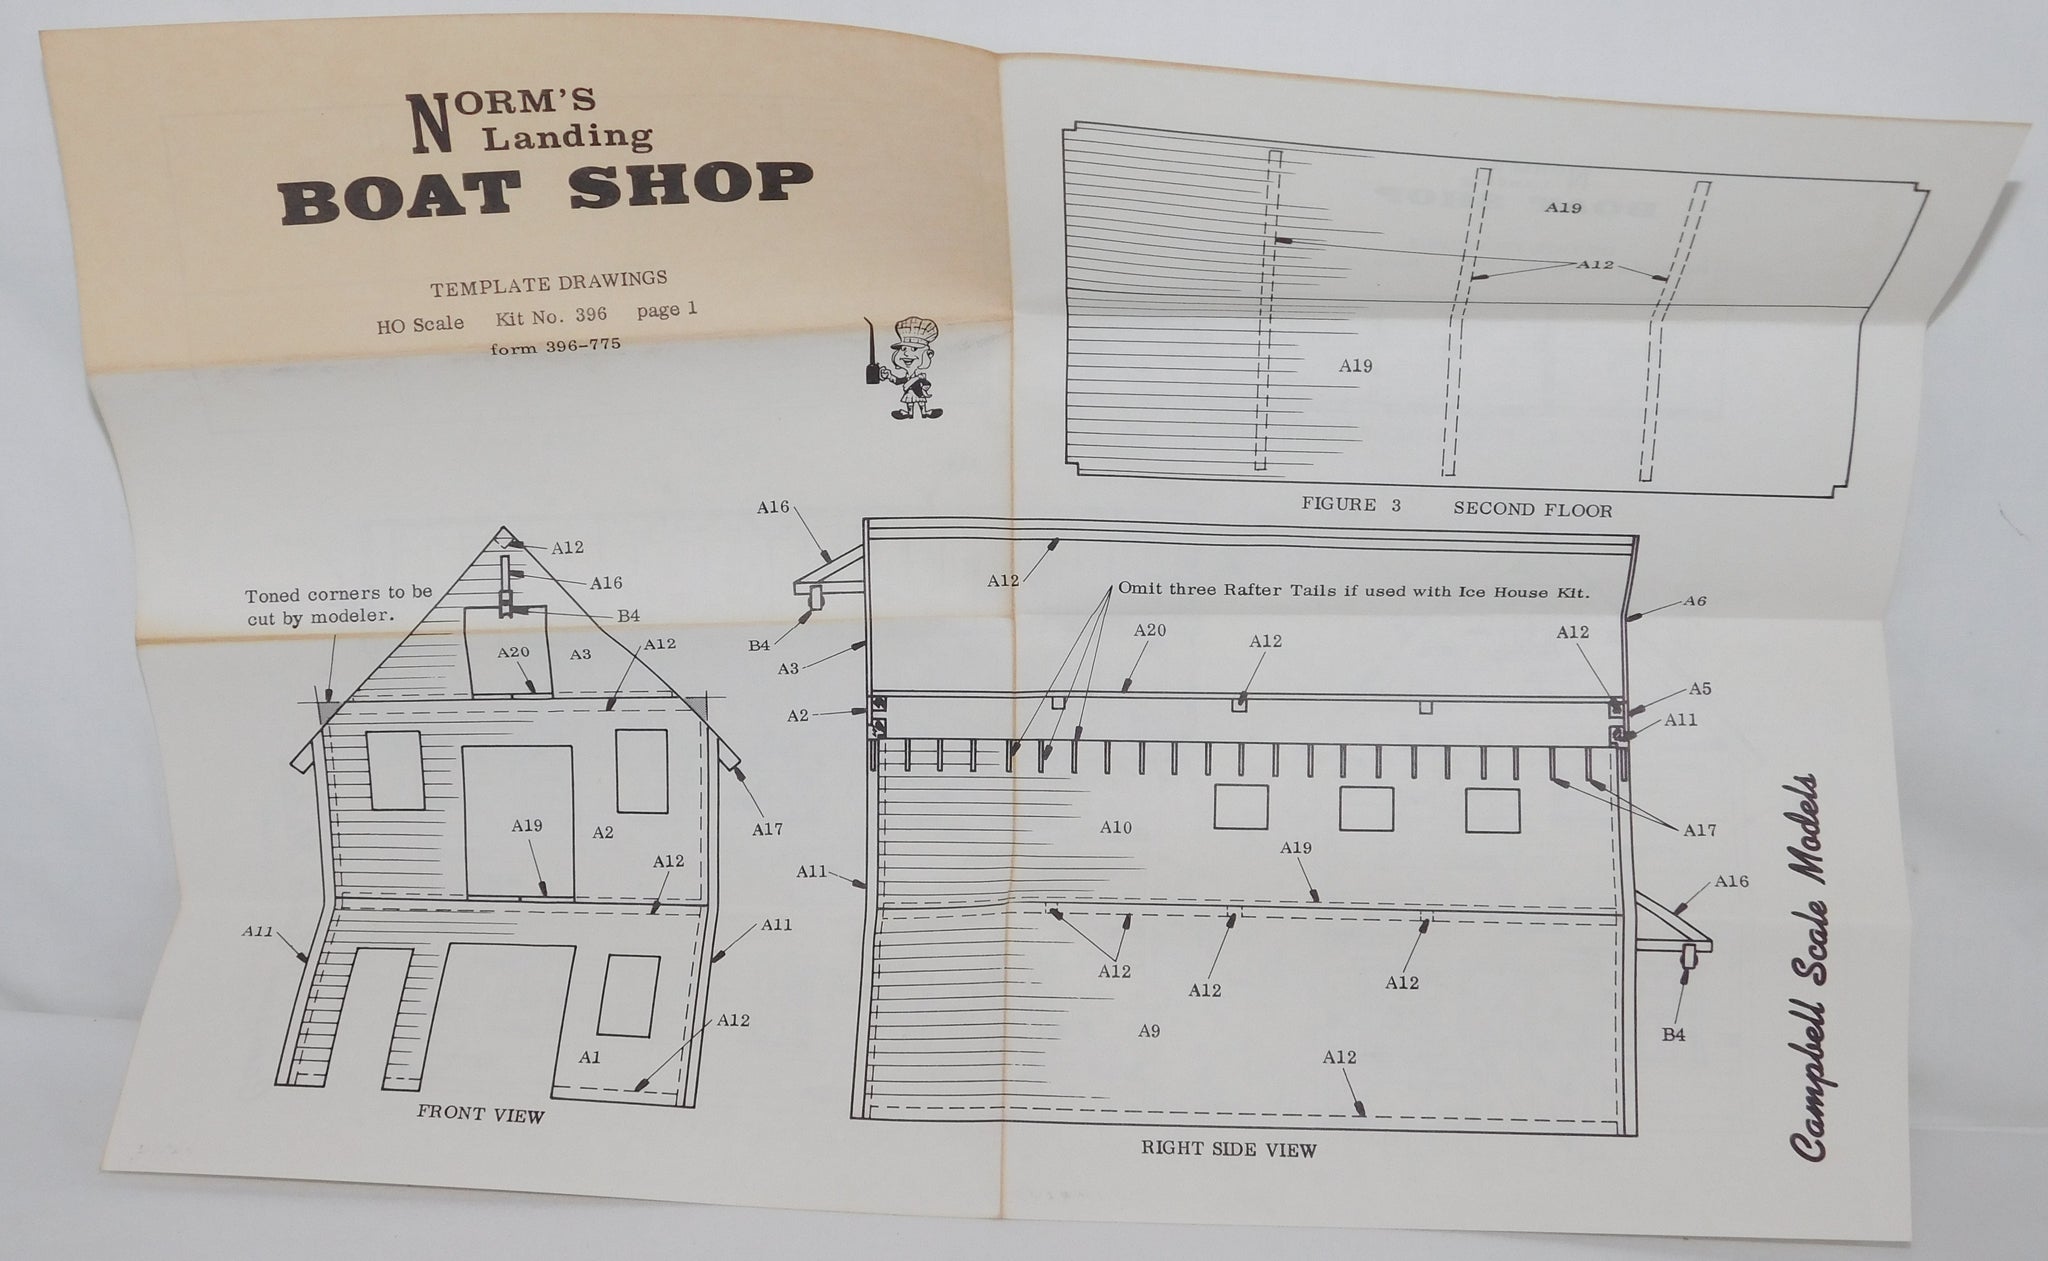 NORM'S
Landing
BOAT SHOP
TEMPLATE DRAWINGS
HO Scale Kit No. 396 page 1
form 396-775
A19
A12
A19
FIGURE 3 SECOND FLOOR
Toned corners to be
cut by modeler.
A12
A16
B4
A12
A20
A3
A17
A19
A2
A12
A11
A11
A12
A1
FRONT VIEW
A16
A12
Omit three Rafter Tails if used with Ice House Kit.
A6
B4
A3
A20
A12
A12
A2
A5
A11
A10
A17
A19
A11
A16
A12
A12
A12
B4
A9
A12
RIGHT SIDE VIEW
Campbell Scale Models